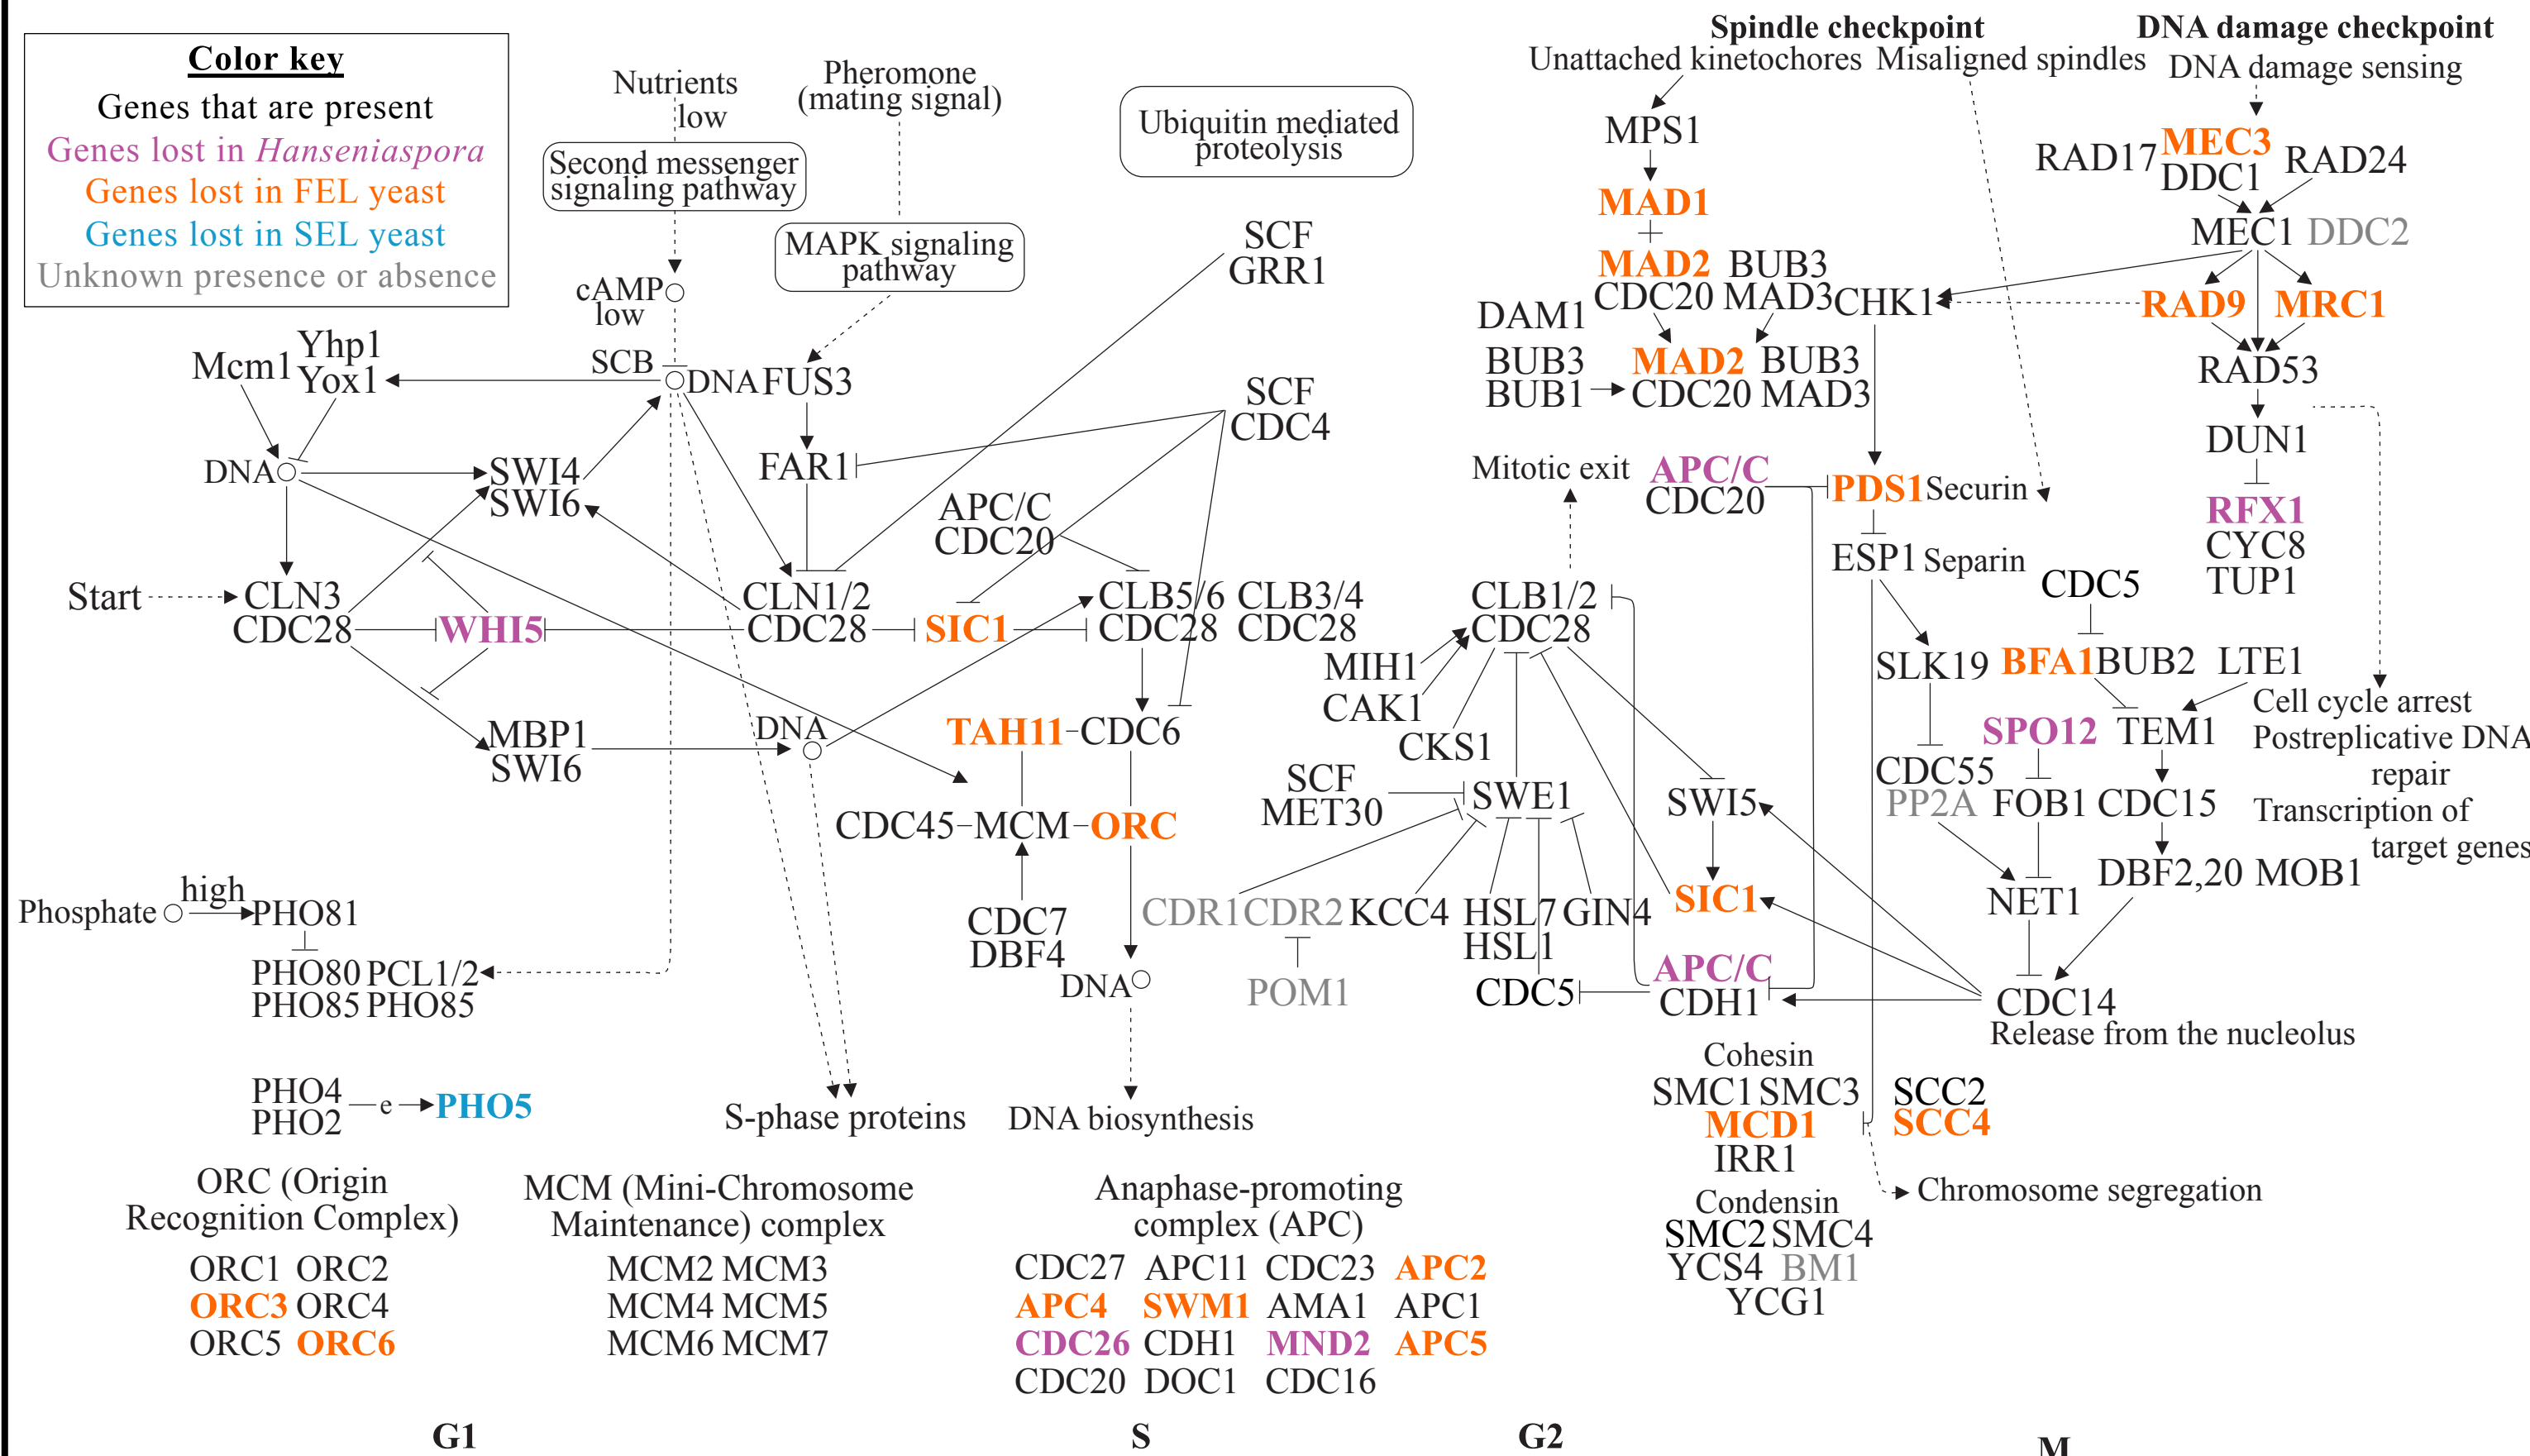 Color key
Genes that are present
Genes lost in Hanseniaspora
Genes lost in FEL yeast
Genes lost in SEL yeast
Unknown presence or absence
Nutrients
low
Second messenger
signaling pathway
cAMP
low
SCB
DNA
Pheromone
(mating signal)
MAPK signaling
pathway
FUS3
FAR1
Ubiquitin mediated
proteolysis
SCF
GRR1
SCF
CDC4
APC/C
CDC20
Mcm1
Yhp1
Yox1
DNA
SWI4
SWI6
Start
CLN3
CDC28
WHI5
CLN1/2
CDC28
SIC1
CLB5/6
CDC28
CLB3/4
CDC28
MBP1
SWI6
DNA
TAH11
CDC6
CDC45
MCM
ORC
CDC7
DBF4
DNA
Phosphate
high
PHO81
PHO80 PCL1/2
PHO85 PHO85
PHO4
PHO2
e
PHO5
S-phase proteins
DNA biosynthesis
Spindle checkpoint
Unattached kinetochores
Misaligned spindles
MPS1
MAD1
+
MAD2 BUB3
CDC20 MAD3
DAM1
BUB3
BUB1
MAD2 BUB3
CDC20 MAD3
CHK1
Mitotic exit
APC/C
CDC20
PDS1 Securin
ESP1 Separin
CLB1/2
CDC28
MIH1
CAK1
CKS1
SCF
MET30
SWE1
SWI5
SIC1
CDR1 CDR2 KCC4 HSL7 GIN4
HSL1
POM1
CDC5
APC/C
CDH1
DNA damage checkpoint
DNA damage sensing
RAD17
MEC3
DDC1
RAD24
MEC1 DDC2
RAD9 MRC1
RAD53
DUN1
RFX1
CYC8
TUP1
CDC5
SLK19 BFA1 BUB2 LTE1
SPO12 TEM1
CDC55
PP2A
FOB1 CDC15
DBF2,20 MOB1
NET1
CDC14
Release from the nucleolus
Cell cycle arrest
Postreplicative DNA
repair
Transcription of
target genes
Cohesin
SMC1 SMC3
MCD1
IRR1
SCC2
SCC4
Chromosome segregation
Condensin
SMC2 SMC4
YCS4 BM1
YCG1
ORC (Origin
Recognition Complex)
ORC1 ORC2
ORC3 ORC4
ORC5 ORC6
MCM (Mini-Chromosome
Maintenance) complex
MCM2 MCM3
MCM4 MCM5
MCM6 MCM7
Anaphase-promoting
complex (APC)
CDC27 APC11 CDC23 APC2
APC4 SWM1 AMA1 APC1
CDC26 CDH1 MND2 APC5
CDC20 DOC1 CDC16
G1
S
G2
M